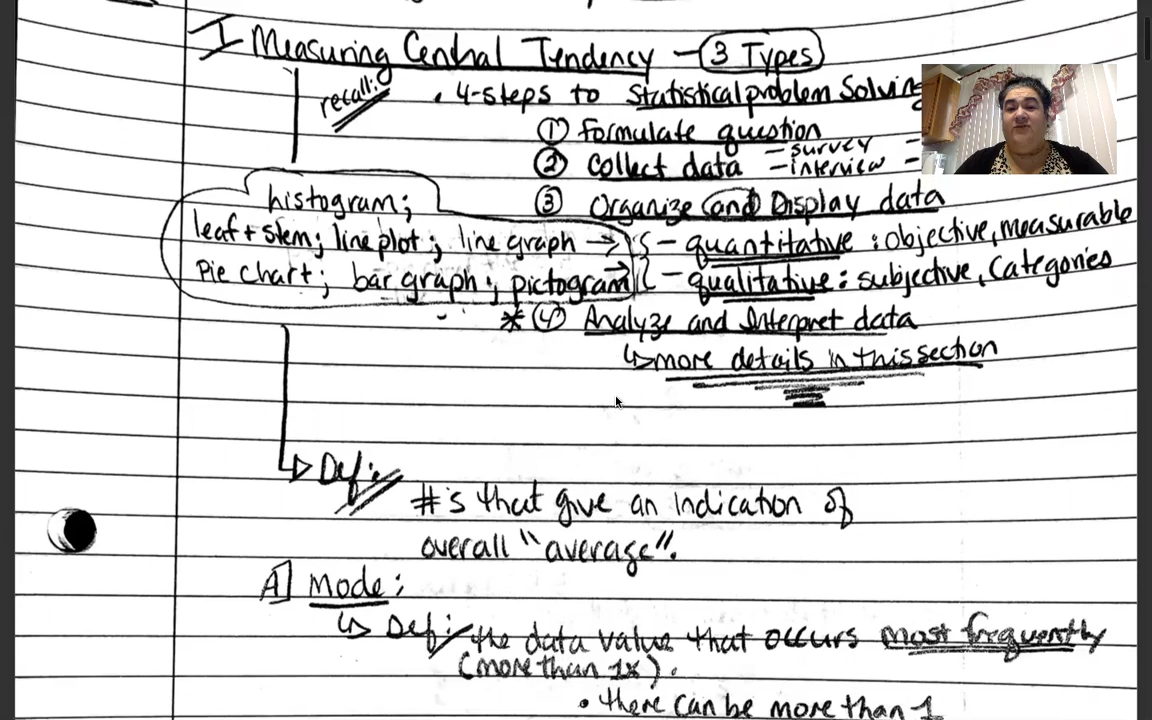 I Measuring Central Tendency - 3 Types
recall: • 4-steps to Statistical problem Solving
① Formulate question
② Collect data - survey
- interview
③ Organize and Display data
histogram;
leaf + stem; line plot; line graph → - quantitative : objective, measurable
Pie Chart; bar graph; pictogram → - qualitative : subjective, Categories
* ④ Analyze and Interpret data
↳ more details in this section
→ Def:
#'s that give an indication of
overall "average".
A] Mode:
↳ Def: the data value that occurs most frequently
(more than 1x).
• there can be more than 1